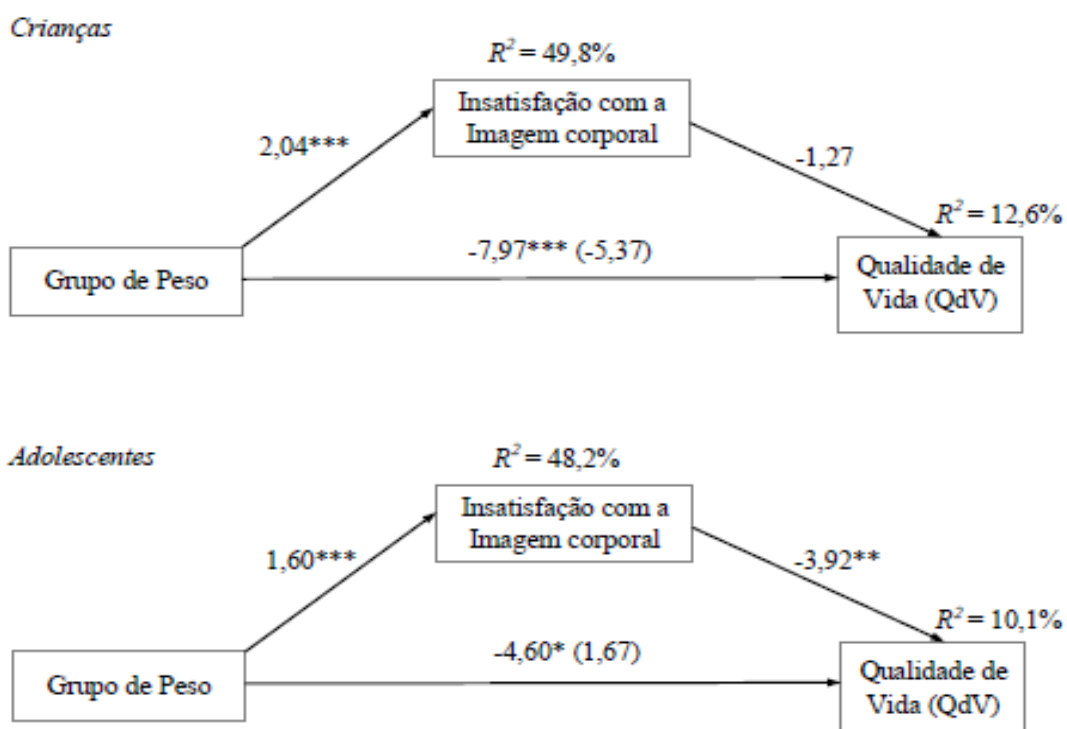 Crianças
R² = 49,8%
Insatisfação com a
Imagem corporal
2,04***
-1,27
R² = 12,6%
-7,97*** (-5,37)
Grupo de Peso
Qualidade de
Vida (QdV)
Adolescentes
R² = 48,2%
Insatisfação com a
Imagem corporal
1,60***
-3,92**
R² = 10,1%
-4,60* (1,67)
Grupo de Peso
Qualidade de
Vida (QdV)